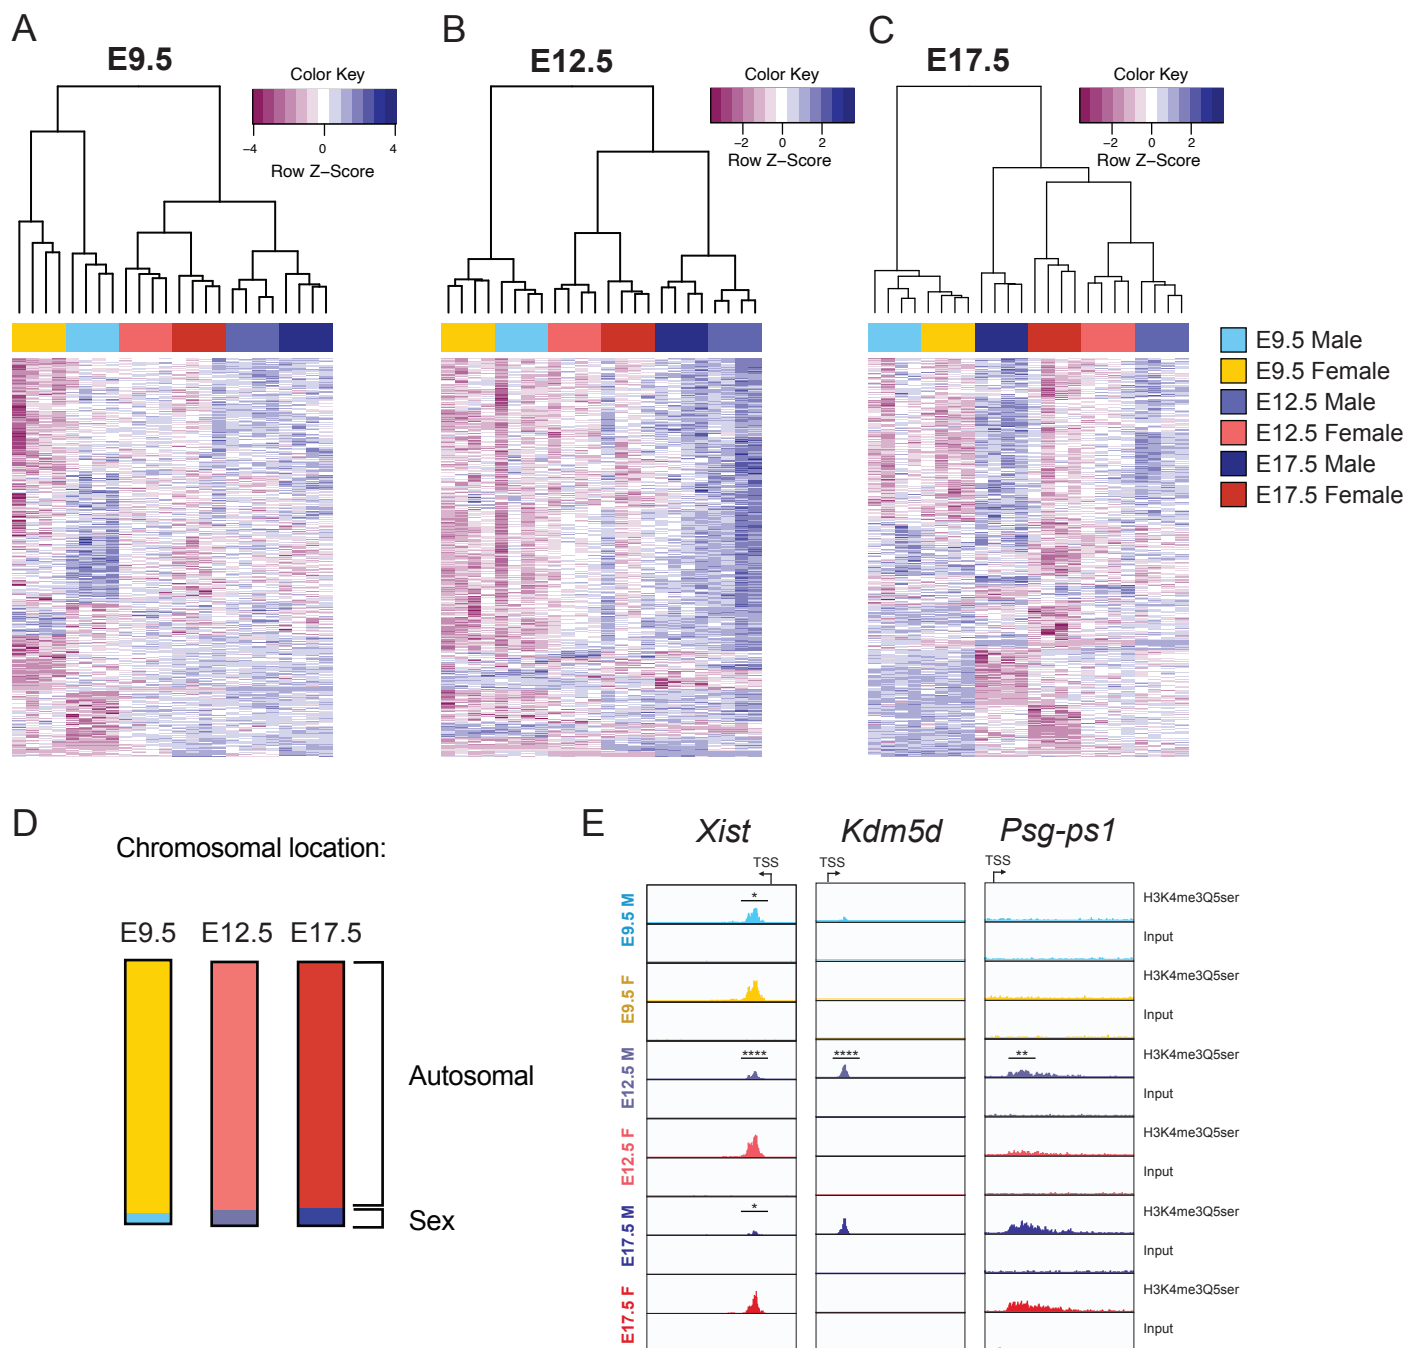 A
B
C
E9.5
E12.5
E17.5
Color Key
−4 0 4
Row Z−Score
Color Key
−2 0 2
Row Z−Score
Color Key
−2 0 2
Row Z−Score
E9.5 Male
E9.5 Female
E12.5 Male
E12.5 Female
E17.5 Male
E17.5 Female
D
Chromosomal location:
E9.5 E12.5 E17.5
Autosomal
Sex
E
Xist Kdm5d Psg-ps1
TSS TSS TSS
E9.5 M
*
H3K4me3Q5ser
Input
E9.5 F
H3K4me3Q5ser
Input
E12.5 M
**** **** **
H3K4me3Q5ser
Input
E12.5 F
H3K4me3Q5ser
Input
E17.5 M
*
H3K4me3Q5ser
Input
E17.5 F
H3K4me3Q5ser
Input